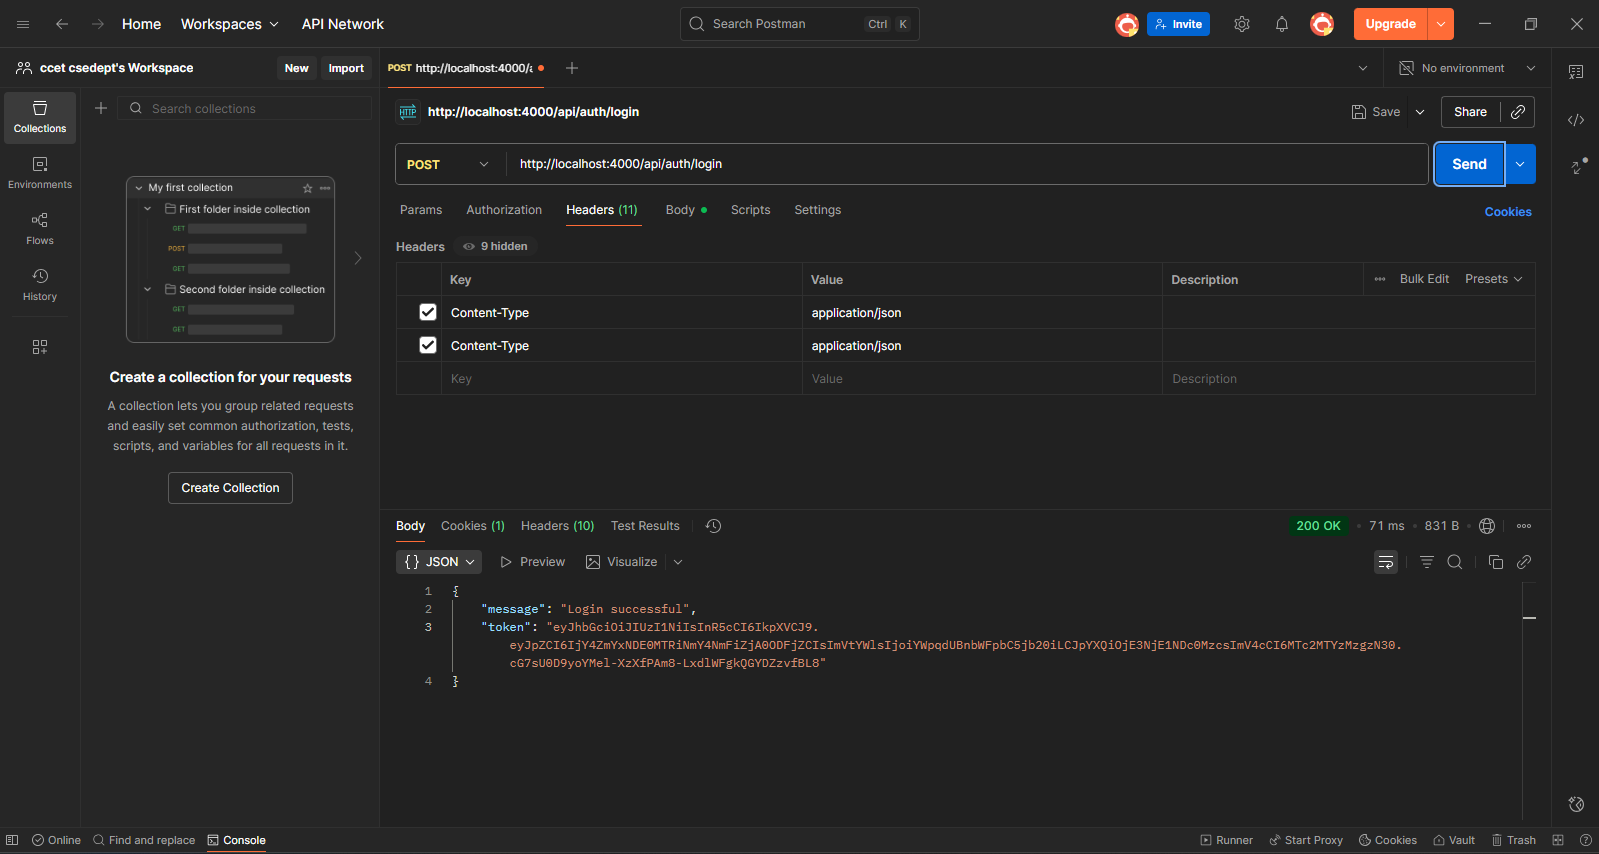 Home Workspaces API Network Search Postman Ctrl K Invite Upgrade
ccet csedept's Workspace New Import POST http://localhost:4000/a No environment
Collections
Environments
Flows
History
Search collections
My first collection
First folder inside collection
GET
POST
GET
Second folder inside collection
GET
GET
Create a collection for your requests
A collection lets you group related requests
and easily set common authorization, tests,
scripts, and variables for all requests in it.
Create Collection
HTTP http://localhost:4000/api/auth/login Save Share
POST http://localhost:4000/api/auth/login Send
Params Authorization Headers (11) Body Scripts Settings Cookies
Headers 9 hidden
Key Value Description Bulk Edit Presets
Content-Type application/json
Content-Type application/json
Key Value Description
Body Cookies (1) Headers (10) Test Results 200 OK 71 ms 831 B
{} JSON Preview Visualize
1 {
2 "message": "Login successful",
3 "token": "eyJhbGciOiJIUzI1NiIsInR5cCI6IkpXVCJ9.
eyJpZCI6IjY4ZmYxNDE0MTRiNmY4NmFiZjA0ODFjZCIsImVtYWlsIjoiYWpqdUBnbWFpbC5jb20iLCJpYXQiOjE3NjE1NDc0MzcsImV4cCI6MTc2MTYzMzgzN30.
cG7sU0D9yoYMel-XzXfPAm8-LxdlWFgkQGYDZzvfBL8"
4 }
Online Find and replace Console Runner Start Proxy Cookies Vault Trash